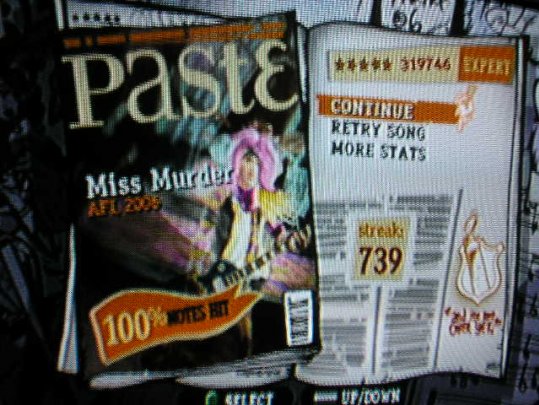 ★★★★★
PASTE
Miss Murder
AFI, 2006
100% NOTES HIT
★★★★★ 319746 EXPERT
CONTINUE
RETRY SONG
MORE STATS
streak:
739
SELECT
UP/DOWN